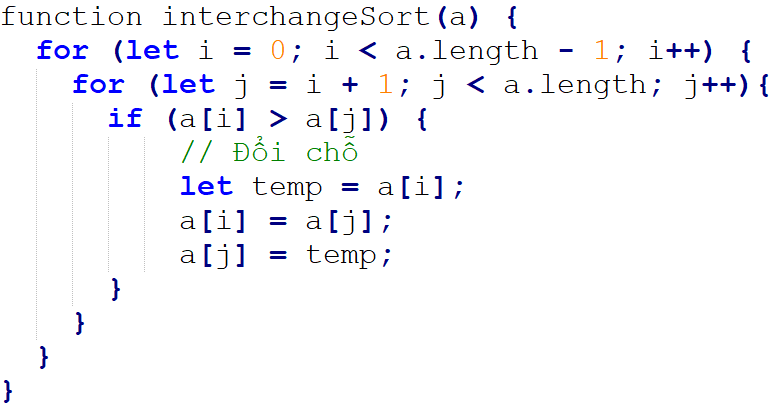 function interchangeSort(a) {
  for (let i = 0; i < a.length - 1; i++) {
    for (let j = i + 1; j < a.length; j++){
      if (a[i] > a[j]) {
          // Đổi chỗ
          let temp = a[i];
          a[i] = a[j];
          a[j] = temp;
      }
    }
  }
}